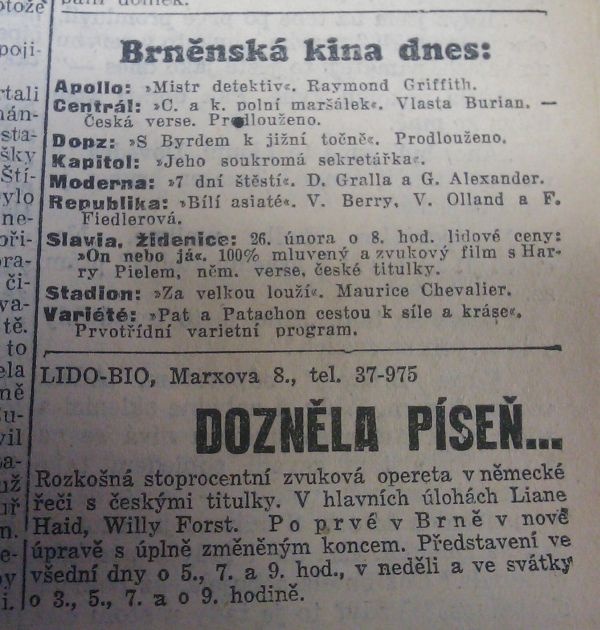 Brněnská kina dnes:
Apollo: »Mistr detektiv«. Raymond Griffith.
Centrál: »C. a k. polní maršálek«. Vlasta Burian. —
Česká verse. Prodlouženo.
Dopz: »S Byrdem k jižní točně«. Prodlouženo.
Kapitol: »Jeho soukromá sekretářka«.
Moderna: »7 dní štěstí«. D. Gralla a G. Alexander.
Republika: »Bílí asiaté«. V. Berry, V. Olland a F.
Fiedlerová.
Slavia, židenice: 26. února o 8. hod. lidové ceny:
»On nebo já«. 100% mluvený a zvukový film s Har-
ry Pielem, něm. verse, české titulky.
Stadion: »Za velkou louží«. Maurice Chevalier.
Variété: »Pat a Patachon cestou k síle a kráse«.
Prvotřídní varietní program.
LIDO-BIO, Marxova 8., tel. 37-975
DOZNĚLA PÍSEŇ...
Rozkošná stoprocentní zvuková opereta v německé
řeči s českými titulky. V hlavních úlohách Liane
Haid, Willy Forst. Po prvé v Brně v nové
úpravě s úplně změněným koncem. Představení ve
všední dny o 5., 7. a 9. hod., v neděli a ve svátky
o 3., 5., 7. a o 9. hodině.